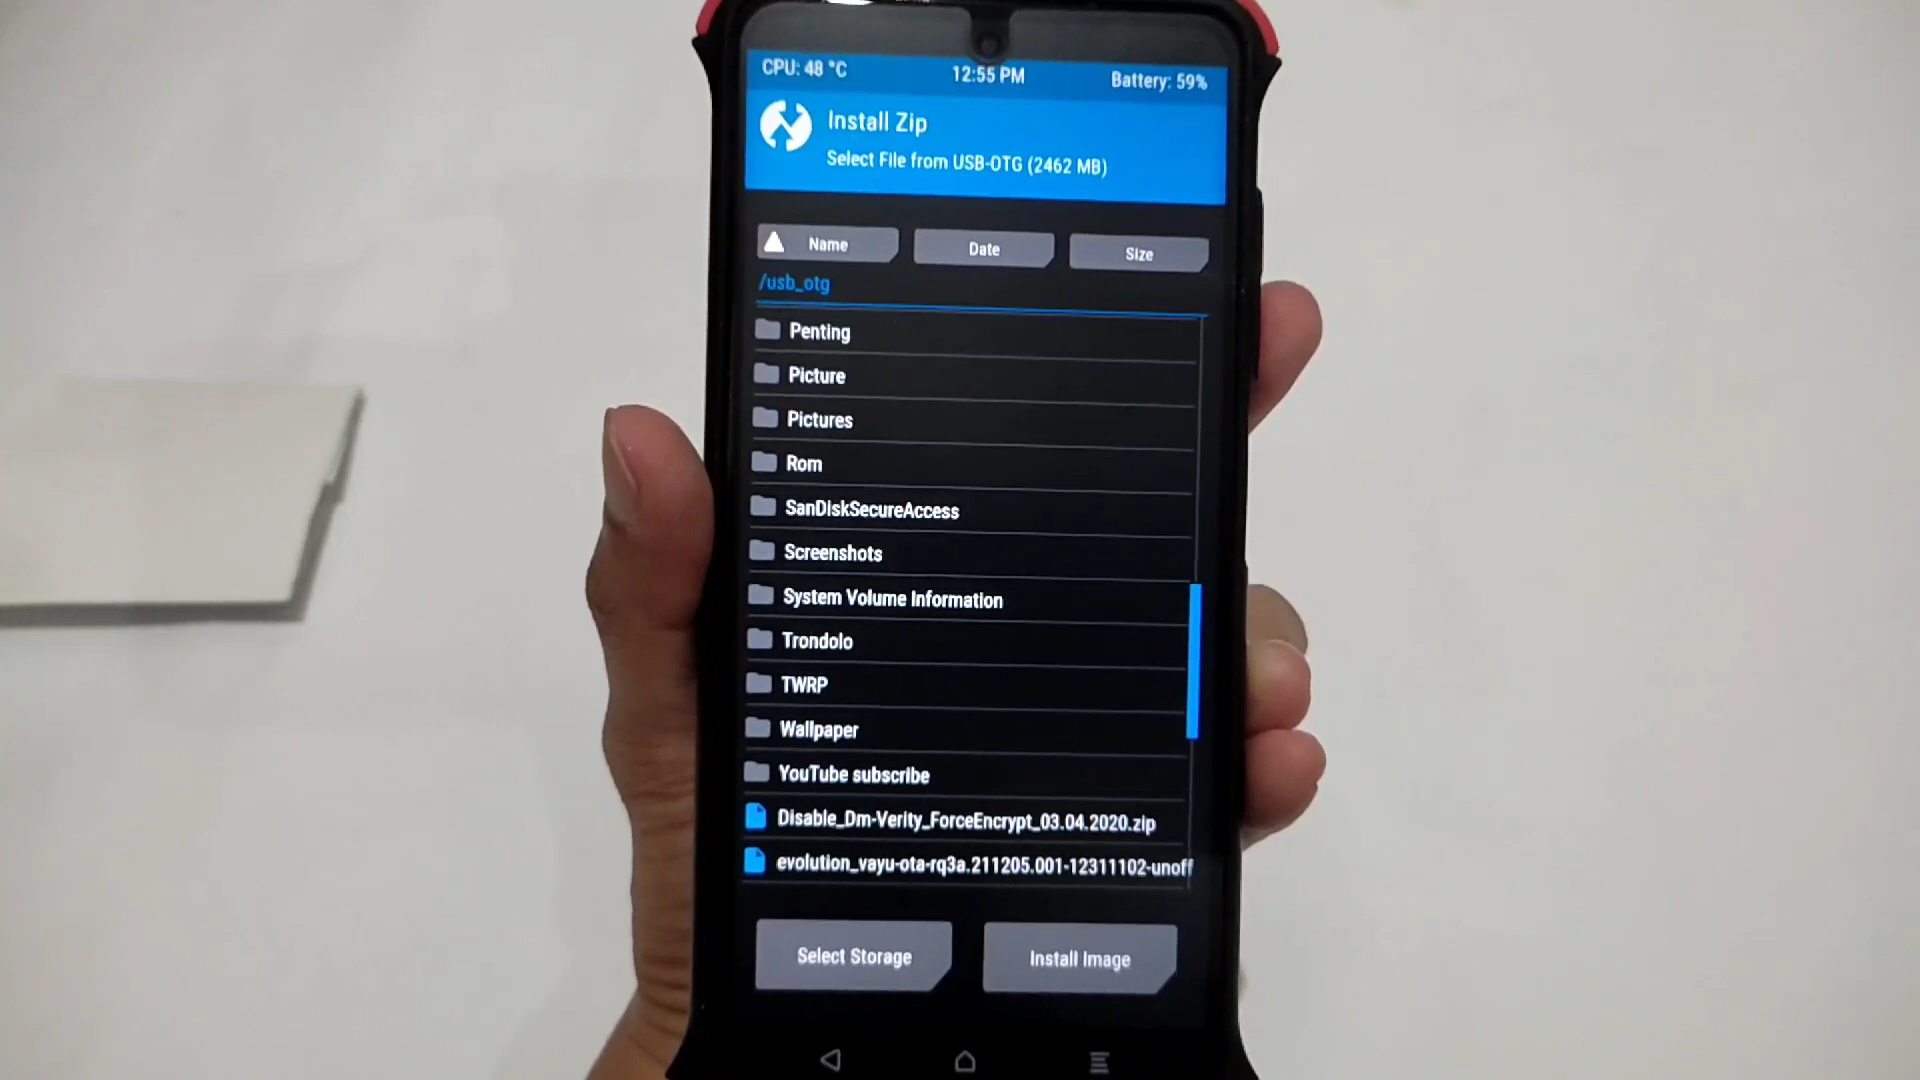 CPU: 48 °C 12:55 PM Battery: 59%
Install Zip
Select File from USB-OTG (2462 MB)
Name Date Size
/usb_otg
Penting
Picture
Pictures
Rom
SanDiskSecureAccess
Screenshots
System Volume Information
Trondolo
TWRP
Wallpaper
YouTube subscribe
Disable_Dm-Verity_ForceEncrypt_03.04.2020.zip
evolution_vayu-ota-rq3a.211205.001-12311102-unoff
Select Storage Install Image